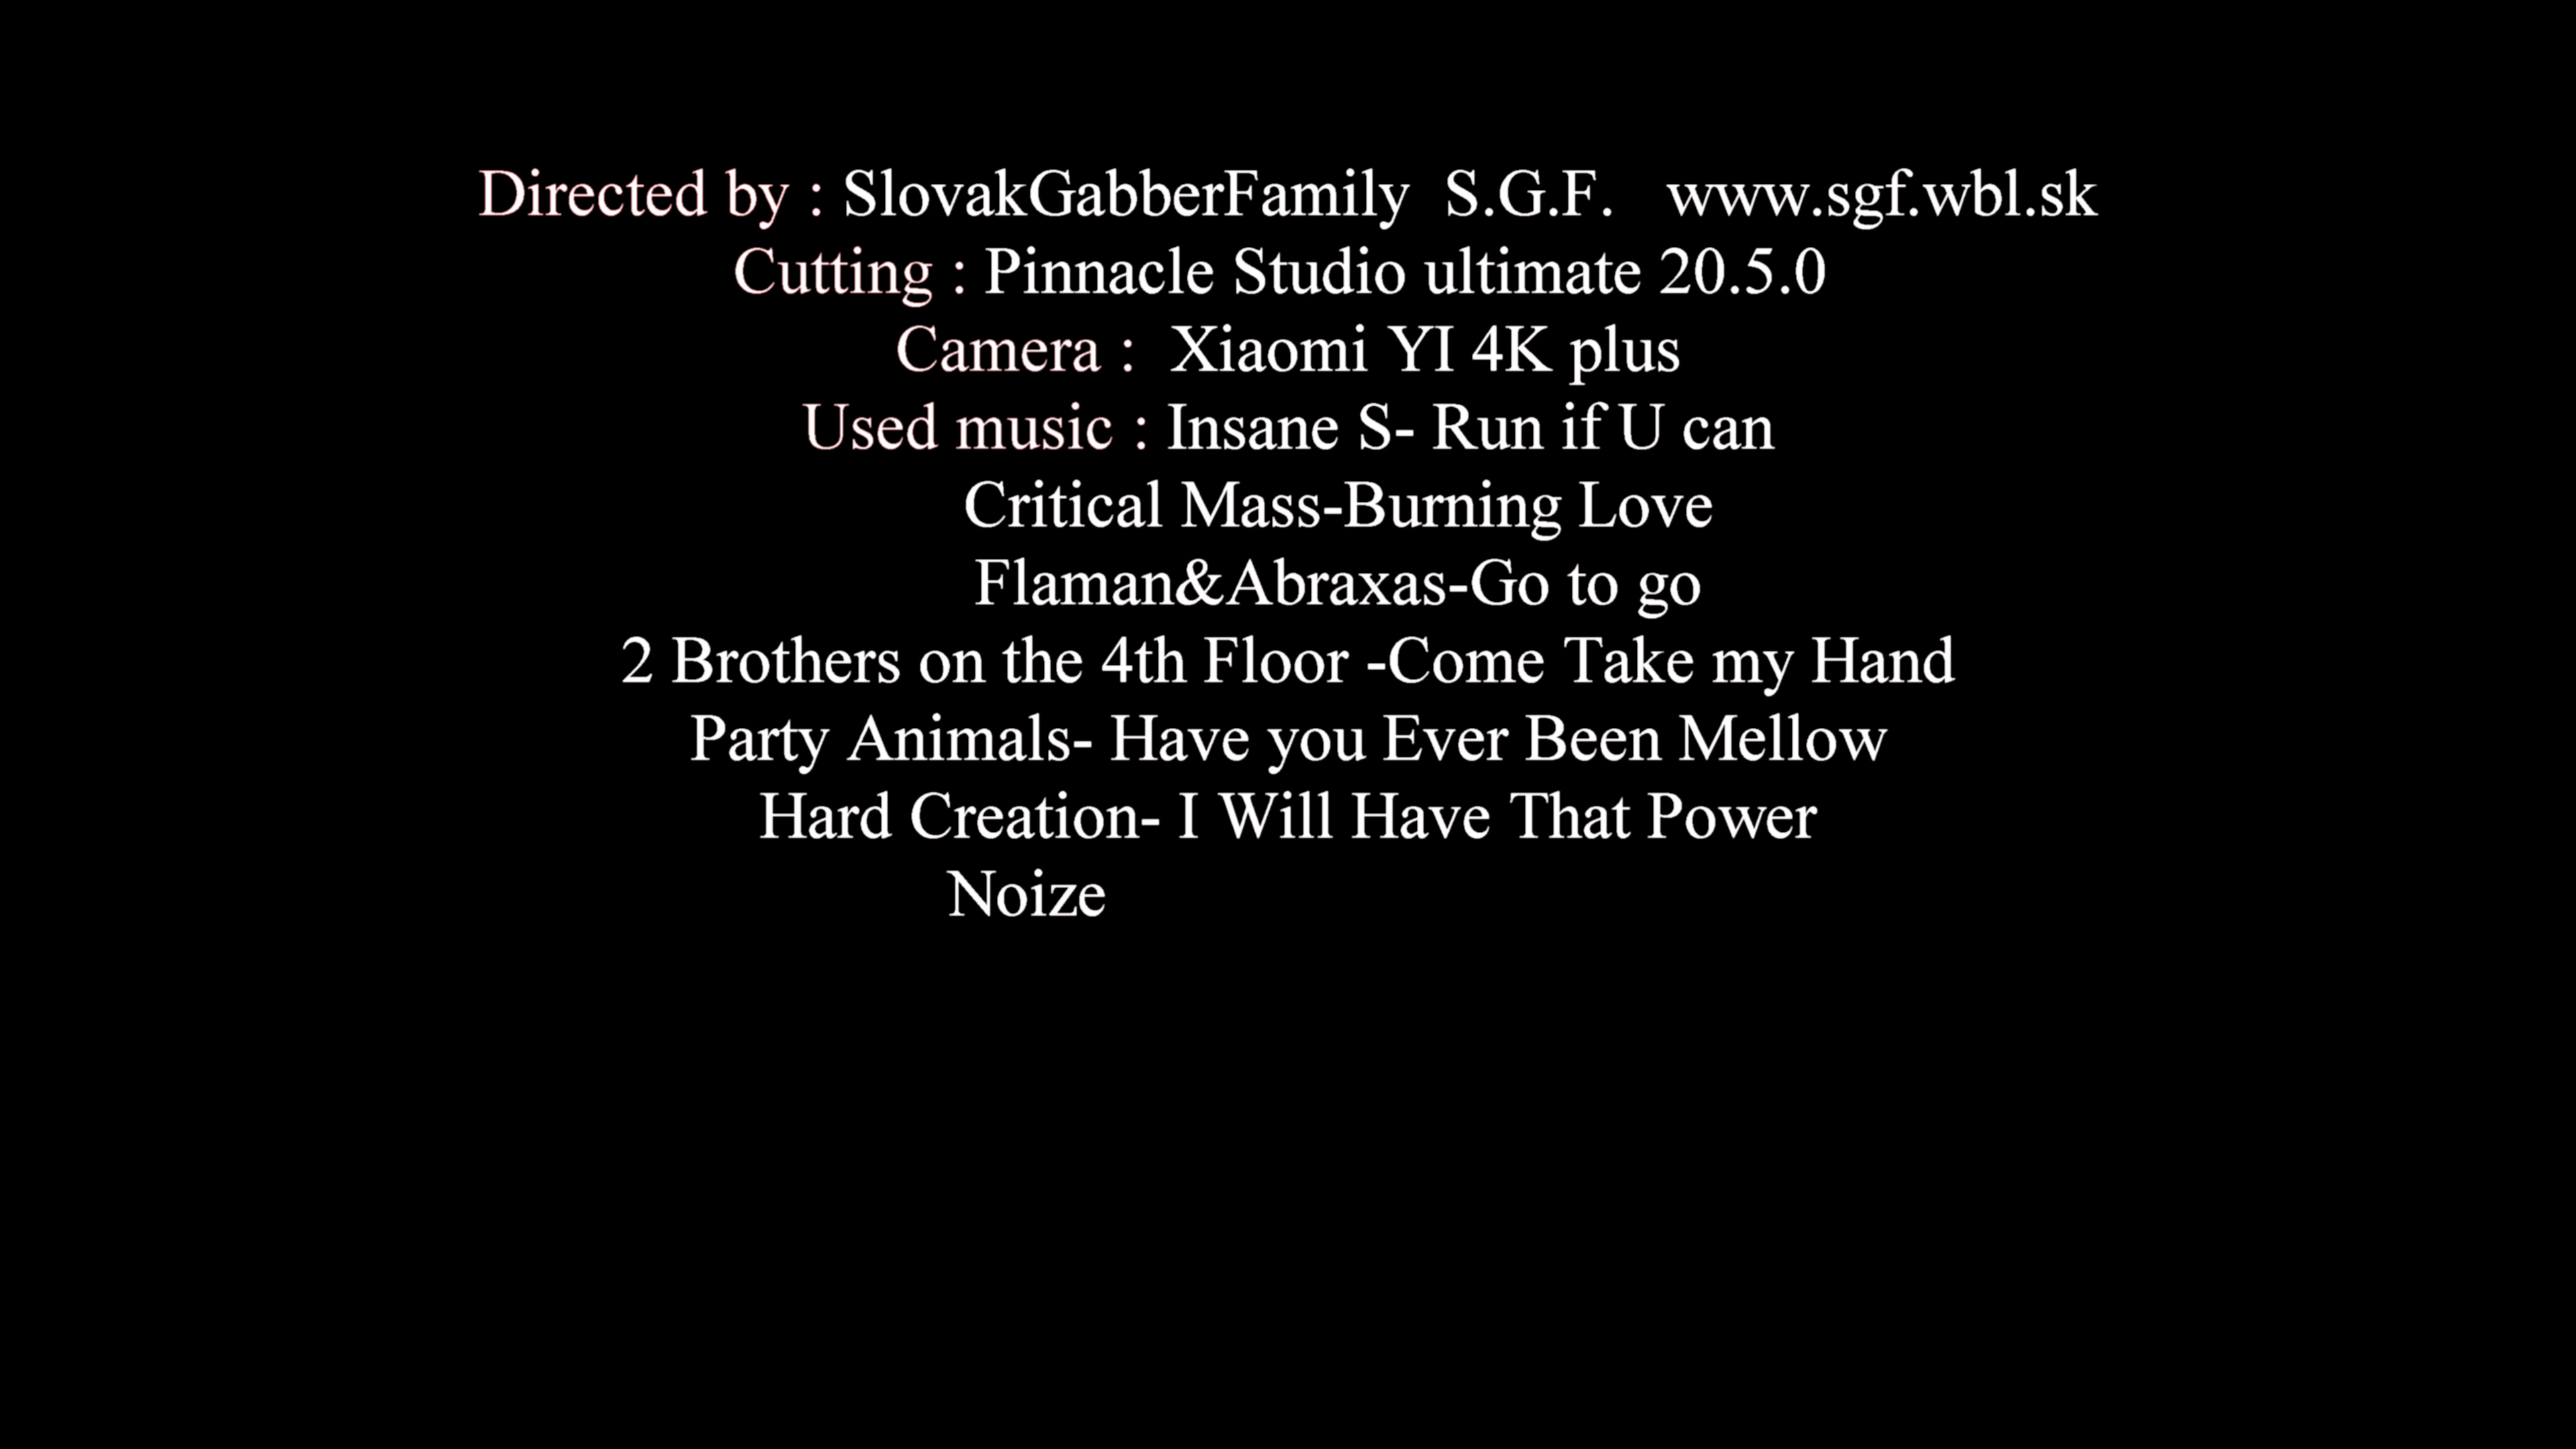 Directed by : SlovakGabberFamily  S.G.F.   www.sgf.wbl.sk
Cutting : Pinnacle Studio ultimate 20.5.0
Camera :  Xiaomi YI 4K plus
Used music : Insane S- Run if U can
Critical Mass-Burning Love
Flaman&Abraxas-Go to go
2 Brothers on the 4th Floor -Come Take my Hand
Party Animals- Have you Ever Been Mellow
Hard Creation- I Will Have That Power
Noize